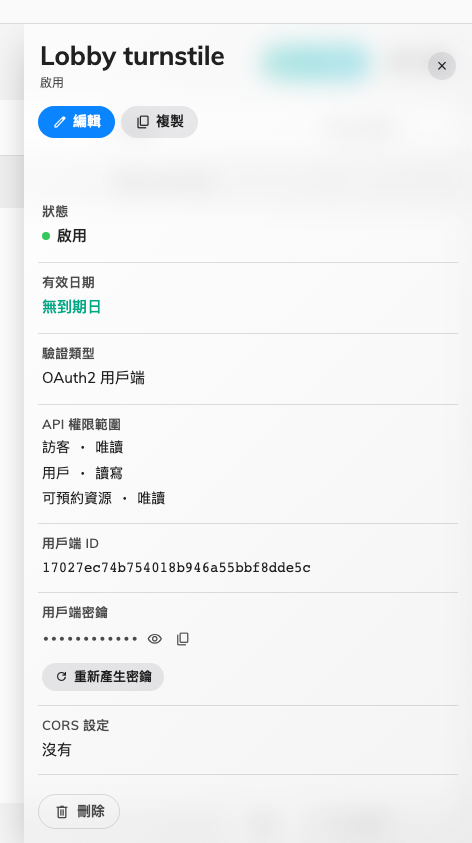 Lobby turnstile
啟用
編輯 複製
狀態
啟用
有效日期
無到期日
驗證類型
OAuth2 用戶端
API 權限範圍
訪客 ・ 唯讀
用戶 ・ 讀寫
可預約資源 ・ 唯讀
用戶端 ID
17027ec74b754018b946a55bbf8dde5c
用戶端密鑰
••••••••••••
重新產生密鑰
CORS 設定
沒有
刪除